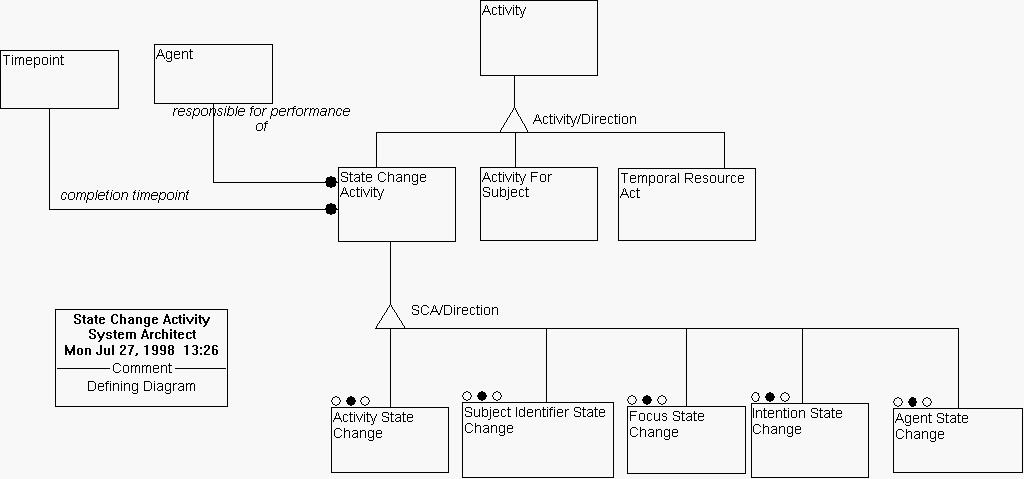 Activity
Timepoint
Agent
responsible for performance
of
Activity/Direction
State Change
Activity
Activity For
Subject
Temporal Resource
Act
completion timepoint
SCA/Direction
State Change Activity
System Architect
Mon Jul 27, 1998 13:26
Comment
Defining Diagram
Activity State
Change
Subject Identifier State
Change
Focus State
Change
Intention State
Change
Agent State
Change